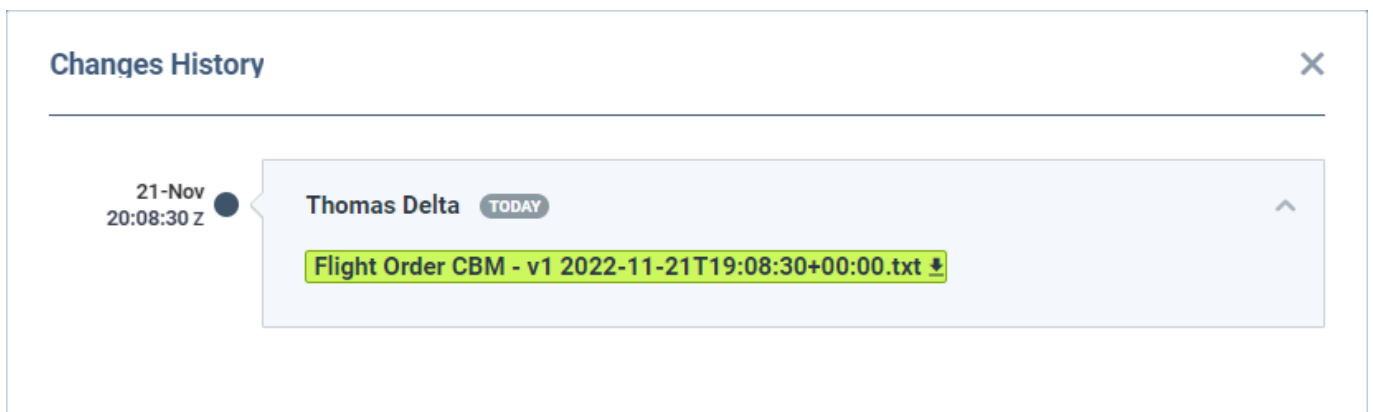 Changes History
21-Nov
20:08:30 Z
Thomas Delta TODAY
Flight Order CBM - v1 2022-11-21T19:08:30+00:00.txt